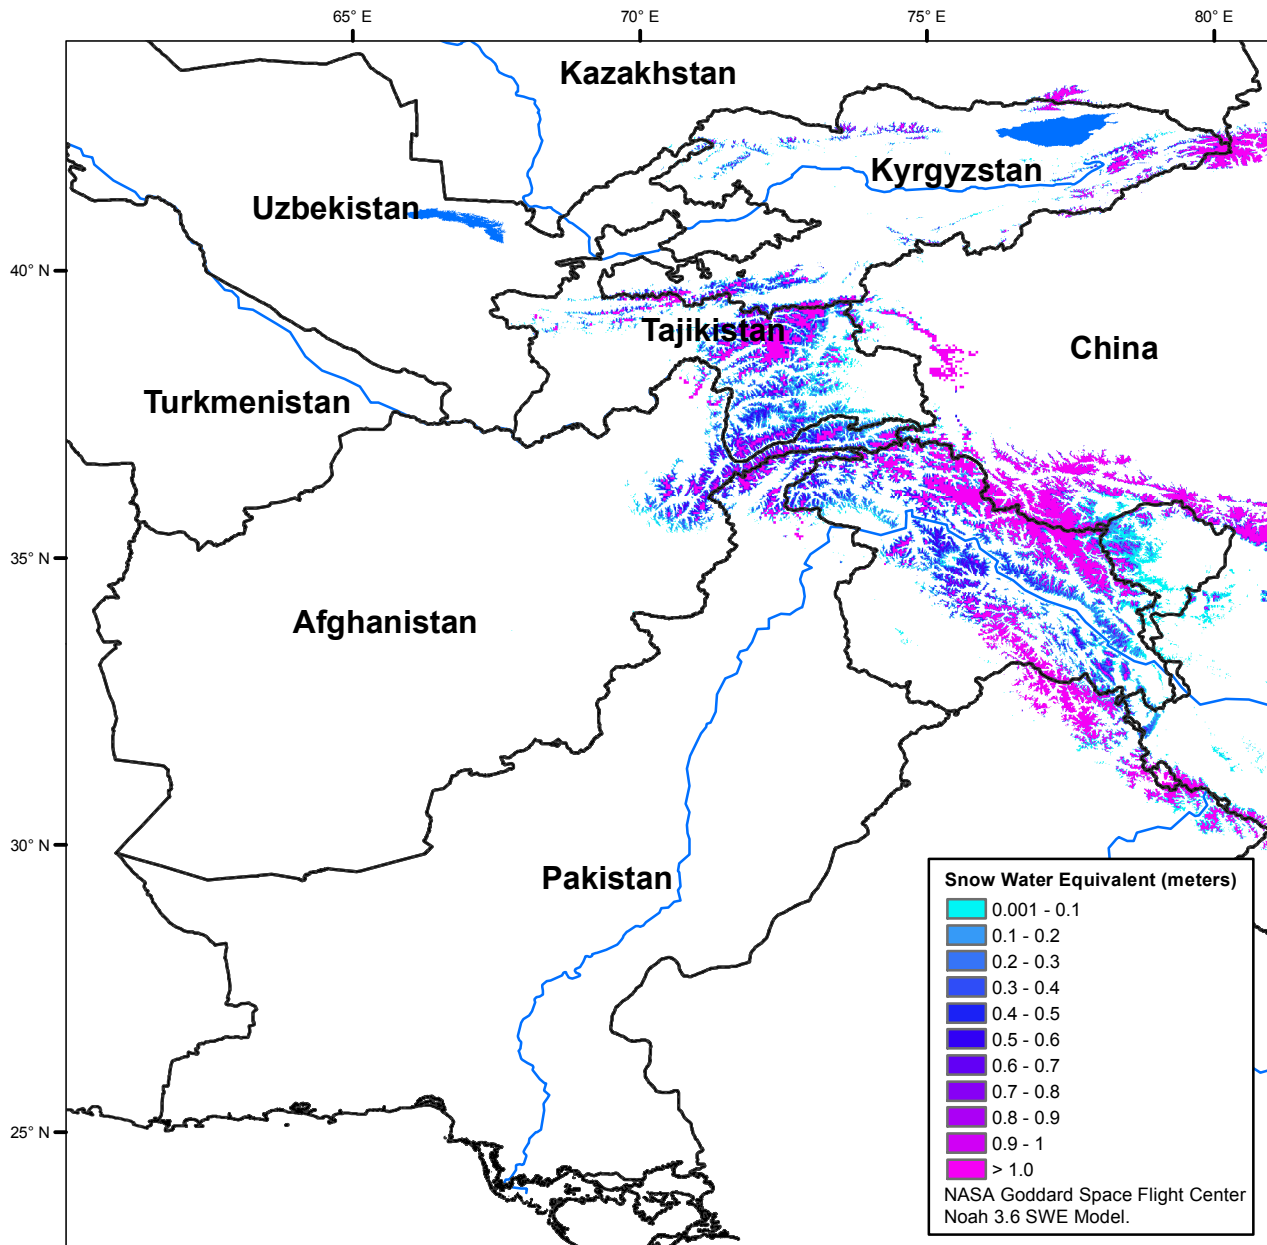 65° E
70° E
75° E
80° E
Kazakhstan
Kyrgyzstan
Uzbekistan
40° N
Tajikistan
China
Turkmenistan
35° N
Afghanistan
30° N
Pakistan
25° N
Snow Water Equivalent (meters)
0.001 - 0.1
0.1 - 0.2
0.2 - 0.3
0.3 - 0.4
0.4 - 0.5
0.5 - 0.6
0.6 - 0.7
0.7 - 0.8
0.8 - 0.9
0.9 - 1
> 1.0
NASA Goddard Space Flight Center
Noah 3.6 SWE Model.